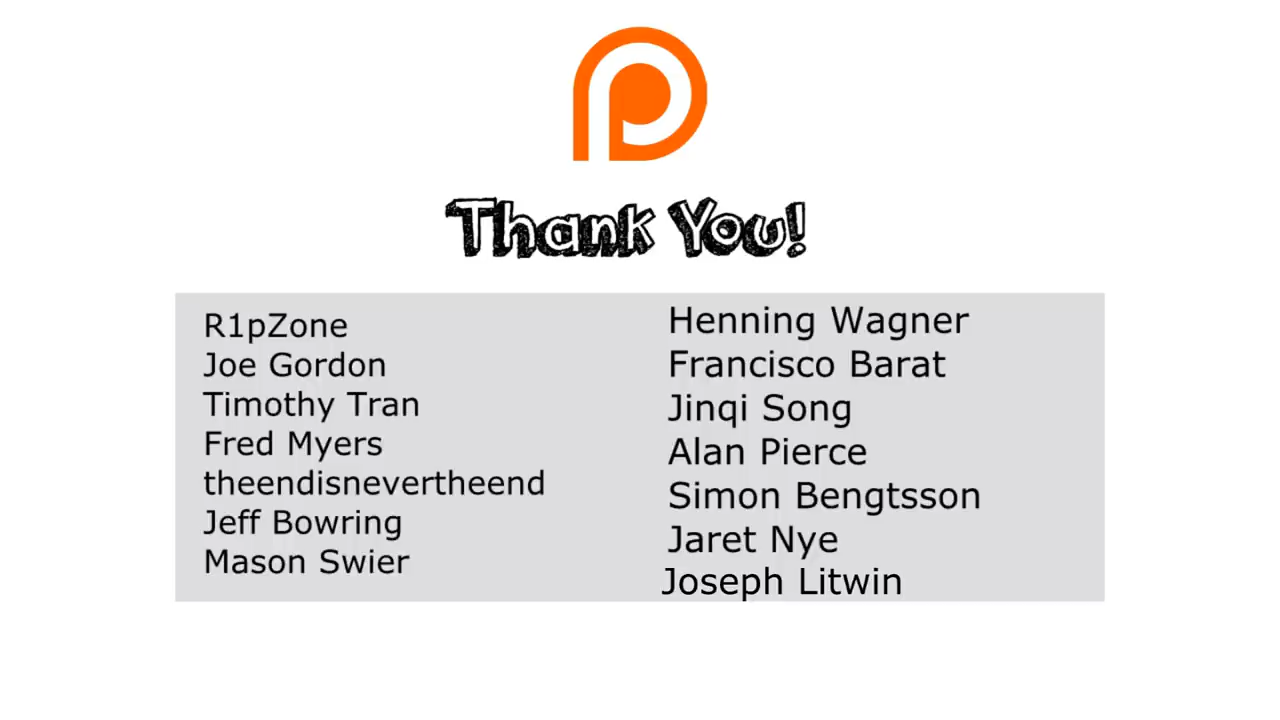 Thank You!
R1pZone
Joe Gordon
Timothy Tran
Fred Myers
theendisnevertheend
Jeff Bowring
Mason Swier
Henning Wagner
Francisco Barat
Jinqi Song
Alan Pierce
Simon Bengtsson
Jaret Nye
Joseph Litwin